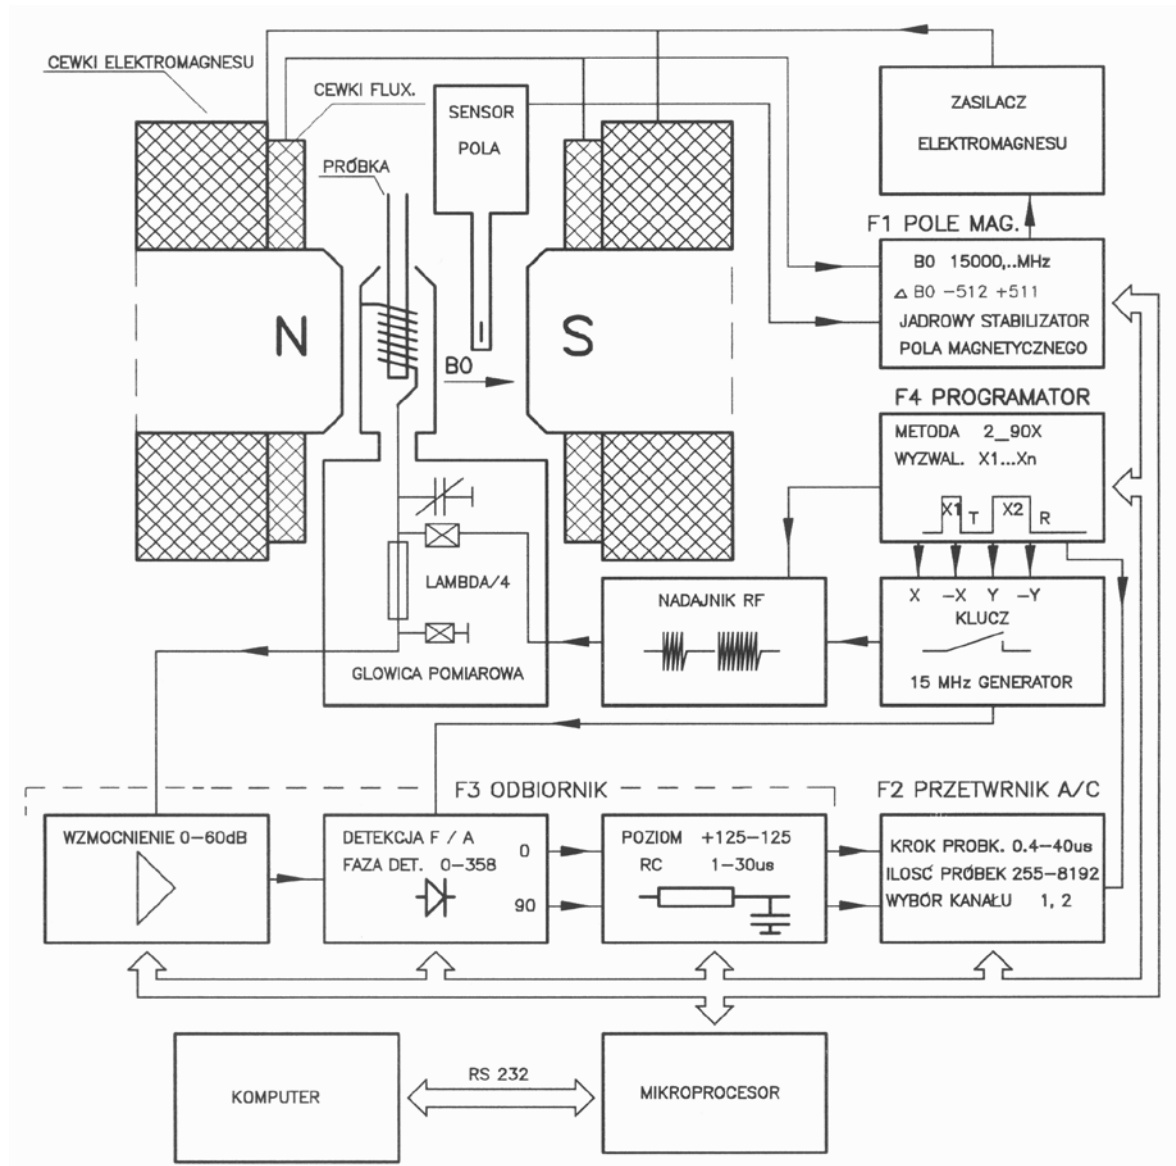 CEWKI ELEKTROMAGNESU
CEWKI FLUX.
SENSOR
POLA
PRÓBKA
ZASILACZ
ELEKTROMAGNESU
F1 POLE MAG.
B0 15000,..MHz
△ B0 -512 +511
JADROWY STABILIZATOR
POLA MAGNETYCZNEGO
N
S
B0
F4 PROGRAMATOR
METODA 2_90X
WYZWAL. X1...Xn
X1 T X2 R
LAMBDA/4
GLOWICA POMIAROWA
NADAJNIK RF
X -X Y -Y
KLUCZ
15 MHz GENERATOR
F3 ODBIORNIK
F2 PRZETWRNIK A/C
WZMOCNIENIE 0-60dB
DETEKCJA F / A
FAZA DET. 0-358
0
90
POZIOM +125-125
RC 1-30us
KROK PROBK. 0.4-40us
ILOSĆ PRÓBEK 255-8192
WYBÓR KANAŁU 1, 2
KOMPUTER
RS 232
MIKROPROCESOR